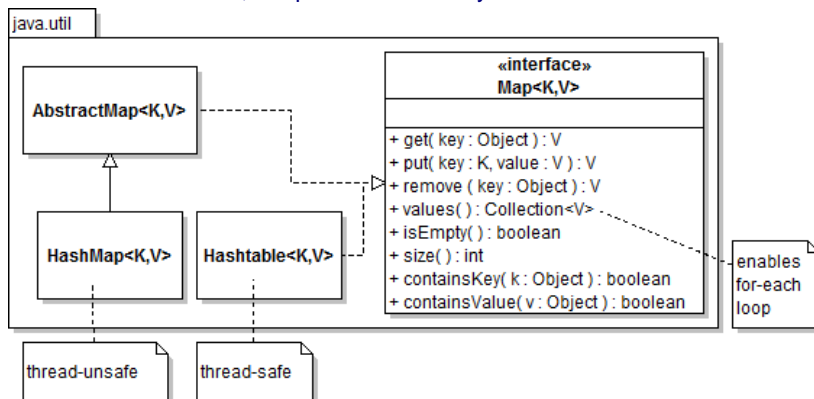 java.util
AbstractMap<K,V>
HashMap<K,V>
Hashtable<K,V>
«interface»
Map<K,V>
+ get( key : Object ) : V
+ put( key : K, value : V ) : V
+ remove ( key : Object ) : V
+ values() : Collection<V>
+ isEmpty() : boolean
+ size() : int
+ containsKey( k : Object ) : boolean
+ containsValue( v : Object ) : boolean
enables
for-each
loop
thread-unsafe
thread-safe